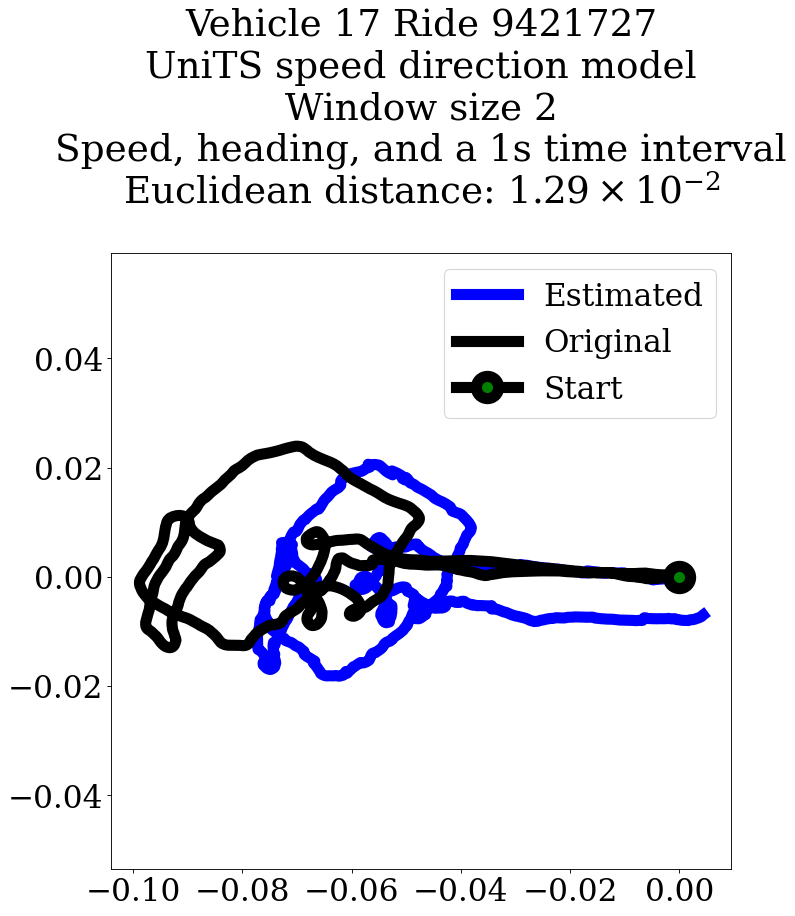 Vehicle 17 Ride 9421727
UniTS speed direction model
Window size 2
Speed, heading, and a 1s time interval
Euclidean distance: 1.29 × 10⁻²
Estimated
Original
Start
0.04
0.02
0.00
−0.02
−0.04
−0.10 −0.08 −0.06 −0.04 −0.02 0.00